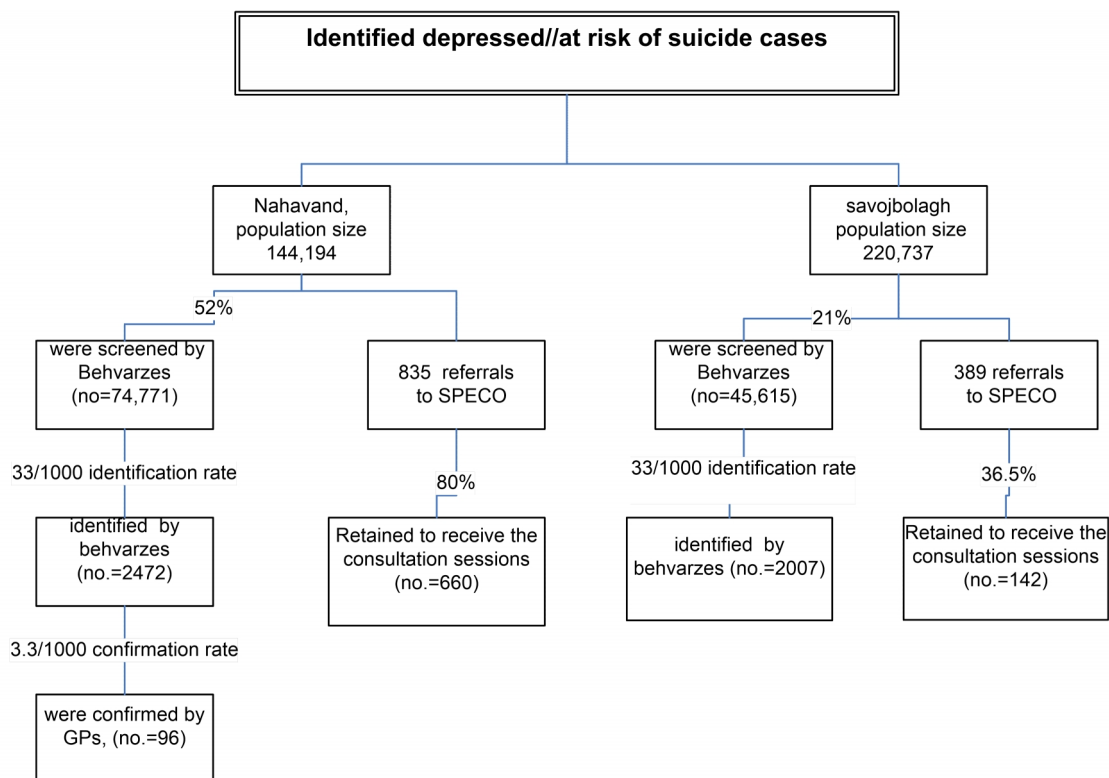 Identified depressed//at risk of suicide cases
Nahavand,
population size
144,194
savojbolagh
population size
220,737
52%
21%
were screened by
Behvarzes
(no=74,771)
835 referrals
to SPECO
were screened by
Behvarzes
(no=45,615)
389 referrals
to SPECO
33/1000 identification rate
80%
33/1000 identification rate
36.5%
identified by
behvarzes
(no.=2472)
Retained to receive the
consultation sessions
(no.=660)
identified by
behvarzes (no.=2007)
Retained to receive the
consultation sessions
(no.=142)
3.3/1000 confirmation rate
were confirmed by
GPs, (no.=96)